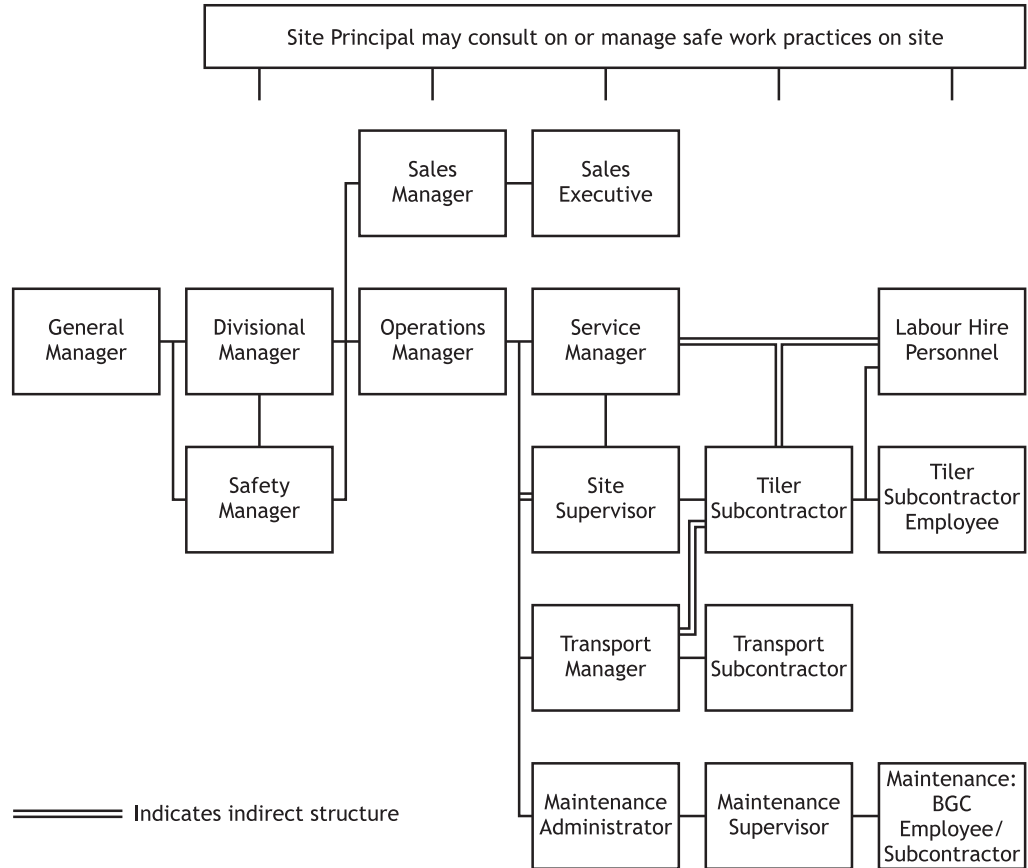 Site Principal may consult on or manage safe work practices on site
Sales
Manager
Sales
Executive
General
Manager
Divisional
Manager
Operations
Manager
Service
Manager
Labour Hire
Personnel
Safety
Manager
Site
Supervisor
Tiler
Subcontractor
Tiler
Subcontractor
Employee
Transport
Manager
Transport
Subcontractor
Maintenance
Administrator
Maintenance
Supervisor
Maintenance:
BGC
Employee/
Subcontractor
Indicates indirect structure